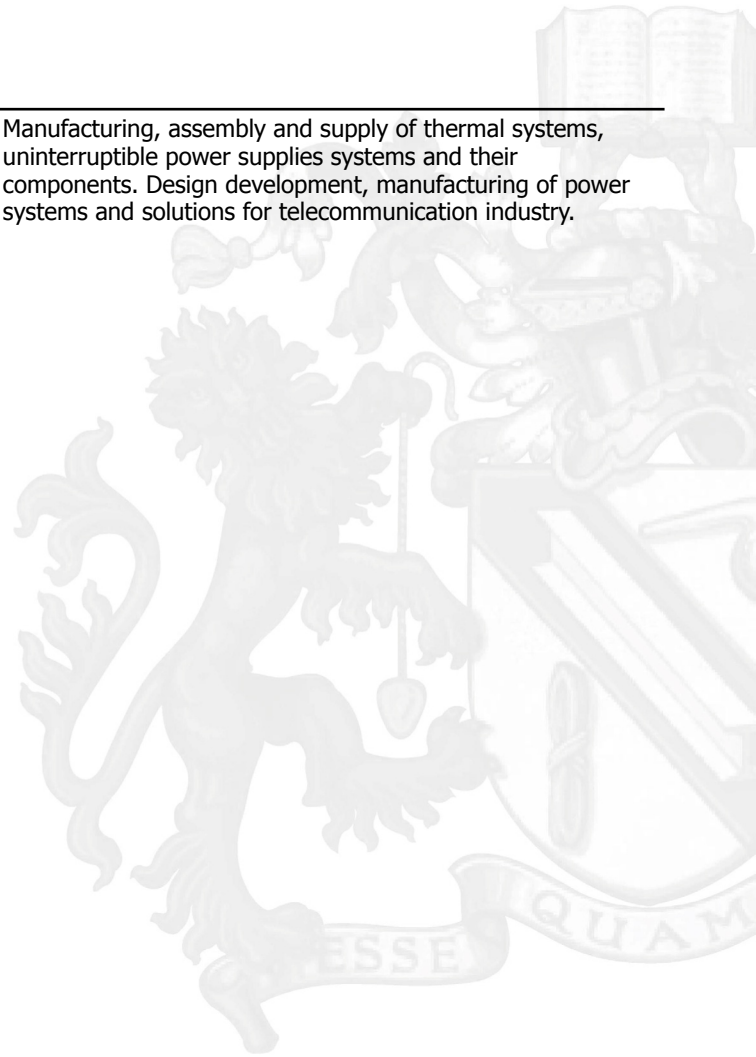 Manufacturing, assembly and supply of thermal systems,
uninterruptible power supplies systems and their
components. Design development, manufacturing of power
systems and solutions for telecommunication industry.
ESSE QUAM